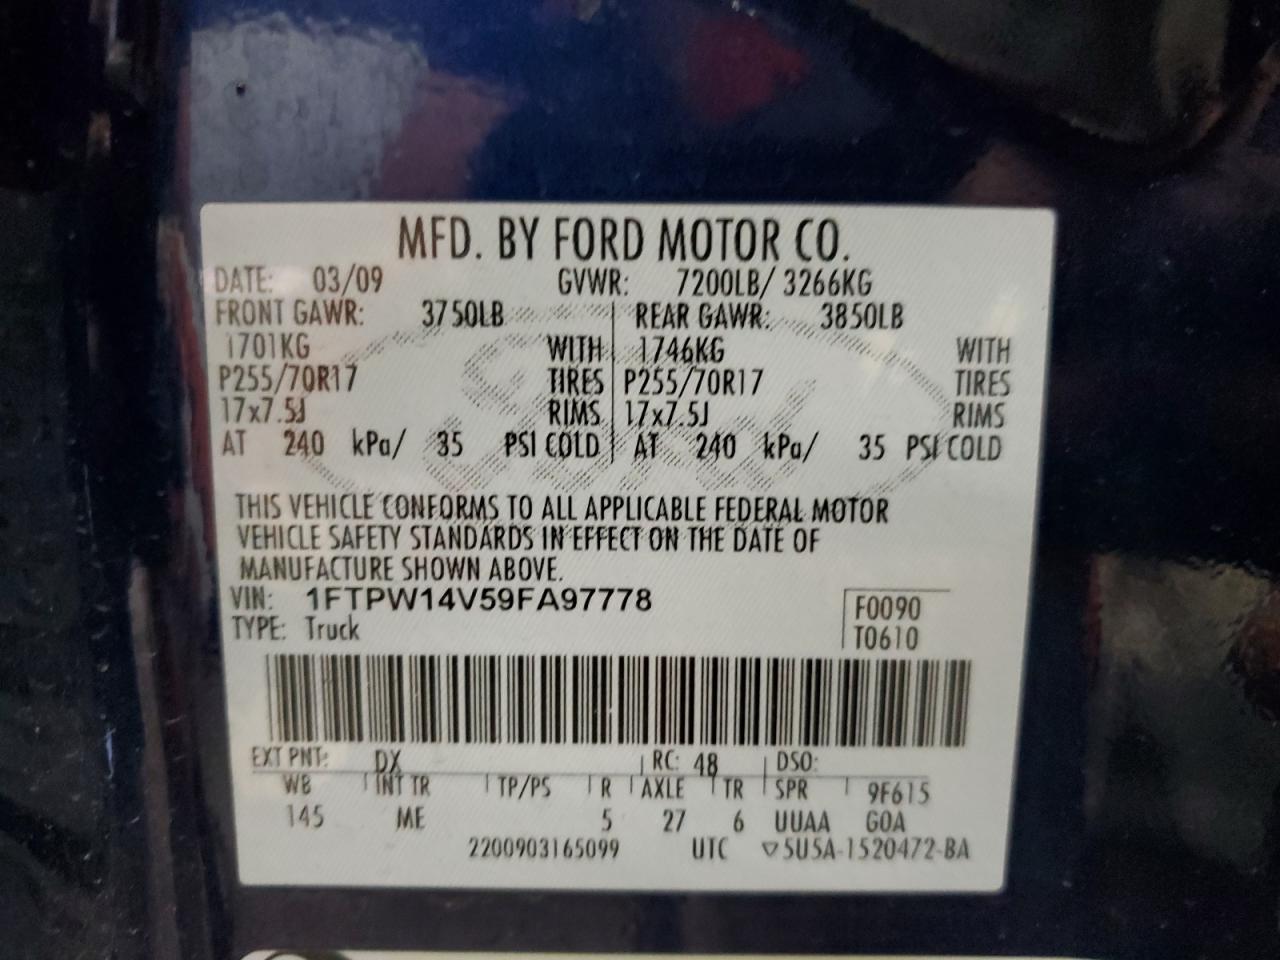 MFD. BY FORD MOTOR CO.
DATE: 03/09 GVWR: 7200LB/ 3266KG
FRONT GAWR: 3750LB REAR GAWR: 3850LB
1701KG WITH 1746KG WITH
P255/70R17 TIRES P255/70R17 TIRES
17x7.5J RIMS 17x7.5J RIMS
AT 240 kPa/ 35 PSI COLD AT 240 kPa/ 35 PSI COLD
THIS VEHICLE CONFORMS TO ALL APPLICABLE FEDERAL MOTOR
VEHICLE SAFETY STANDARDS IN EFFECT ON THE DATE OF
MANUFACTURE SHOWN ABOVE.
VIN: 1FTPW14V59FA97778 F0090
TYPE: Truck T0610
EXT PNT: DX RC: 48 DSO:
WB INT TR TP/PS R AXLE TR SPR 9F615
145 ME 5 27 6 UUAA GOA
2200903165099 UTC ▽5U5A-1520472-BA